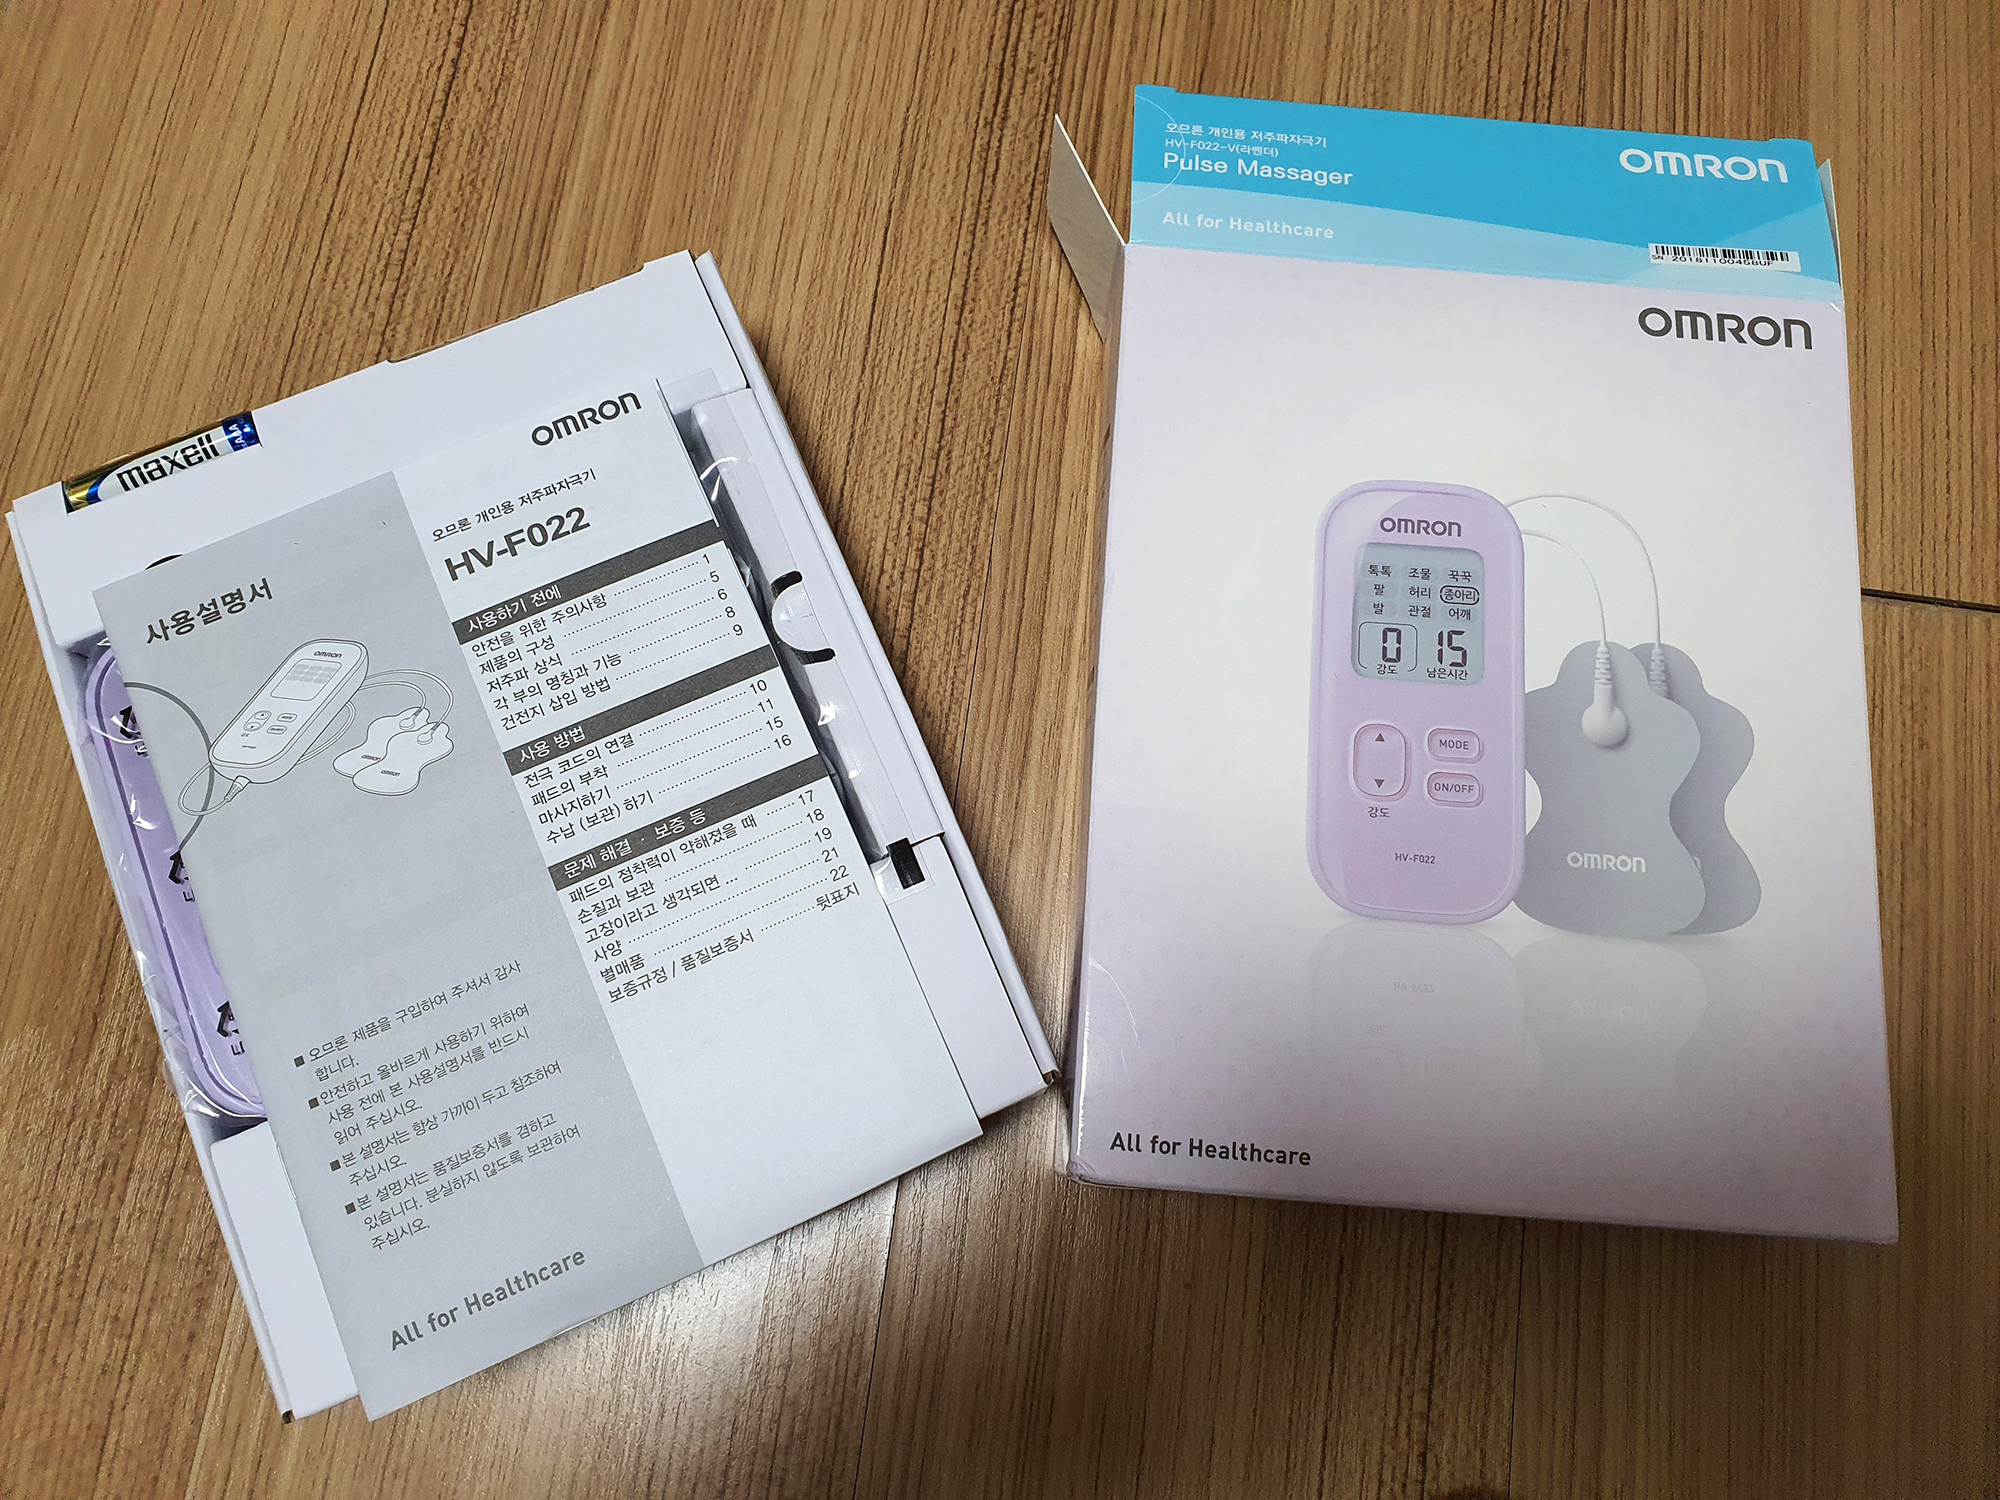 maxell
AAA
OMRON
오므론 개인용 저주파자극기
HV-F022
사용설명서
OMRON
OMRON
OMRON
사용하기 전에
안전을 위한 주의사항 1
제품의 구성 5
저주파 상식 6
각 부의 명칭과 기능 8
건전지 삽입 방법 9
사용 방법
전극 코드의 연결 10
패드의 부착 11
마사지하기 15
수납 (보관) 하기 16
문제 해결 · 보증 등
패드의 점착력이 약해졌을 때 17
손질과 보관 18
고장이라고 생각되면 ... 19
사양 21
별매품 22
보증규정 / 품질보증서 뒷표지
■ 오므론 제품을 구입하여 주셔서 감사
합니다.
■ 안전하고 올바르게 사용하기 위하여
사용 전에 본 사용설명서를 반드시
읽어 주십시오.
■ 본 설명서는 항상 가까이 두고 참조하여
주십시오.
■ 본 설명서는 품질보증서를 겸하고
있습니다. 분실하지 않도록 보관하여
주십시오.
All for Healthcare
오므론 개인용 저주파자극기
HV-F022-V(라벤더)
Pulse Massager
OMRON
All for Healthcare
SN 20181100458UF
OMRON
OMRON
톡톡 조물 꾹꾹
팔 허리 종아리
발 관절 어깨
0 15
강도 남은시간
▲
▼
MODE
ON/OFF
강도
HV-F022
OMRON
All for Healthcare